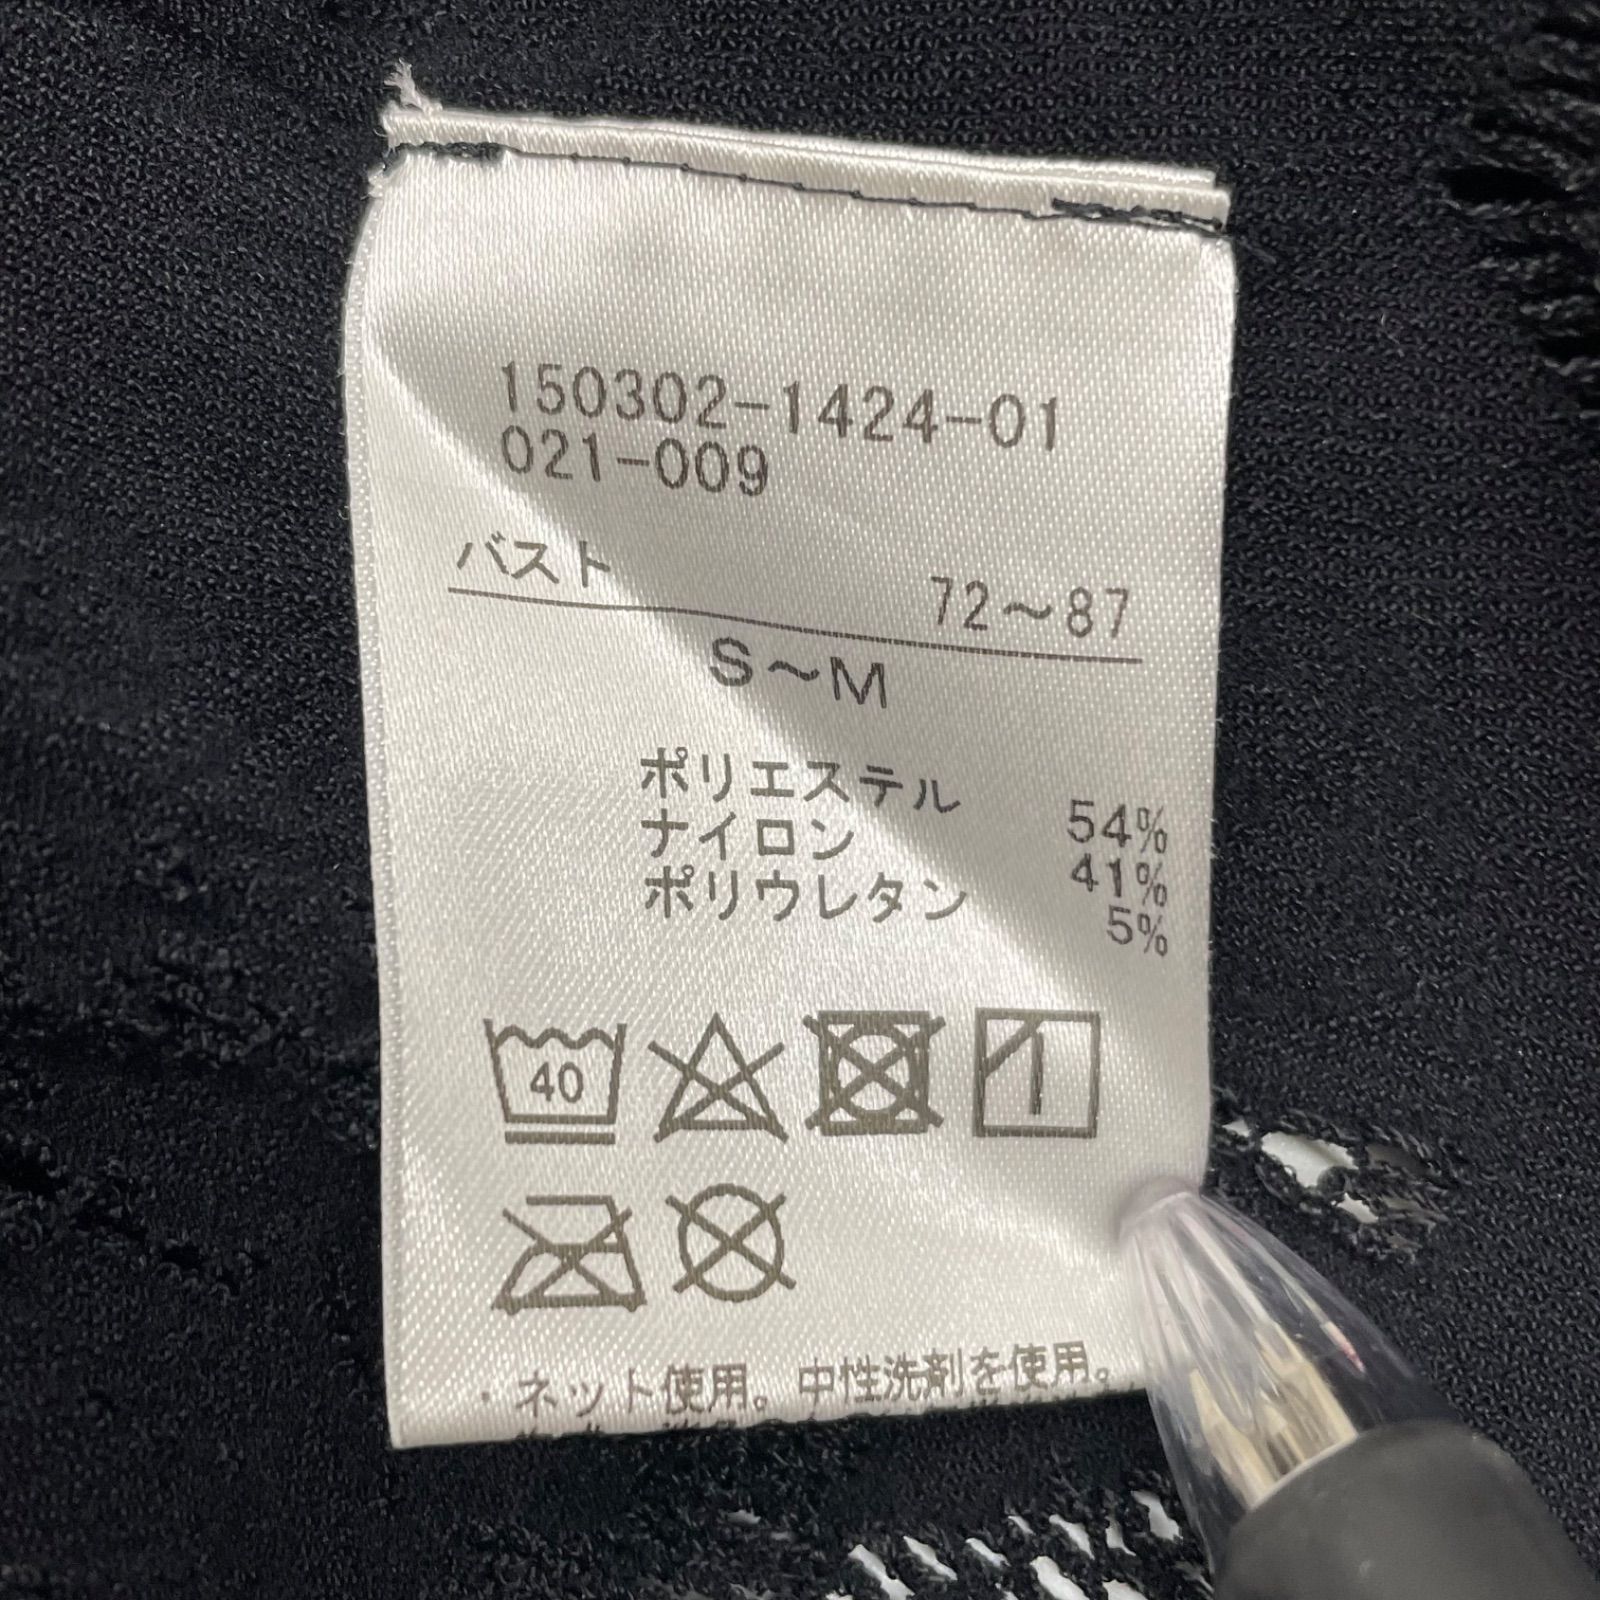 150302-1424-01
021-009
バスト 72～87
S～M
ポリエステル 54%
ナイロン 41%
ポリウレタン 5%
40
・ネット使用。中性洗剤を使用。